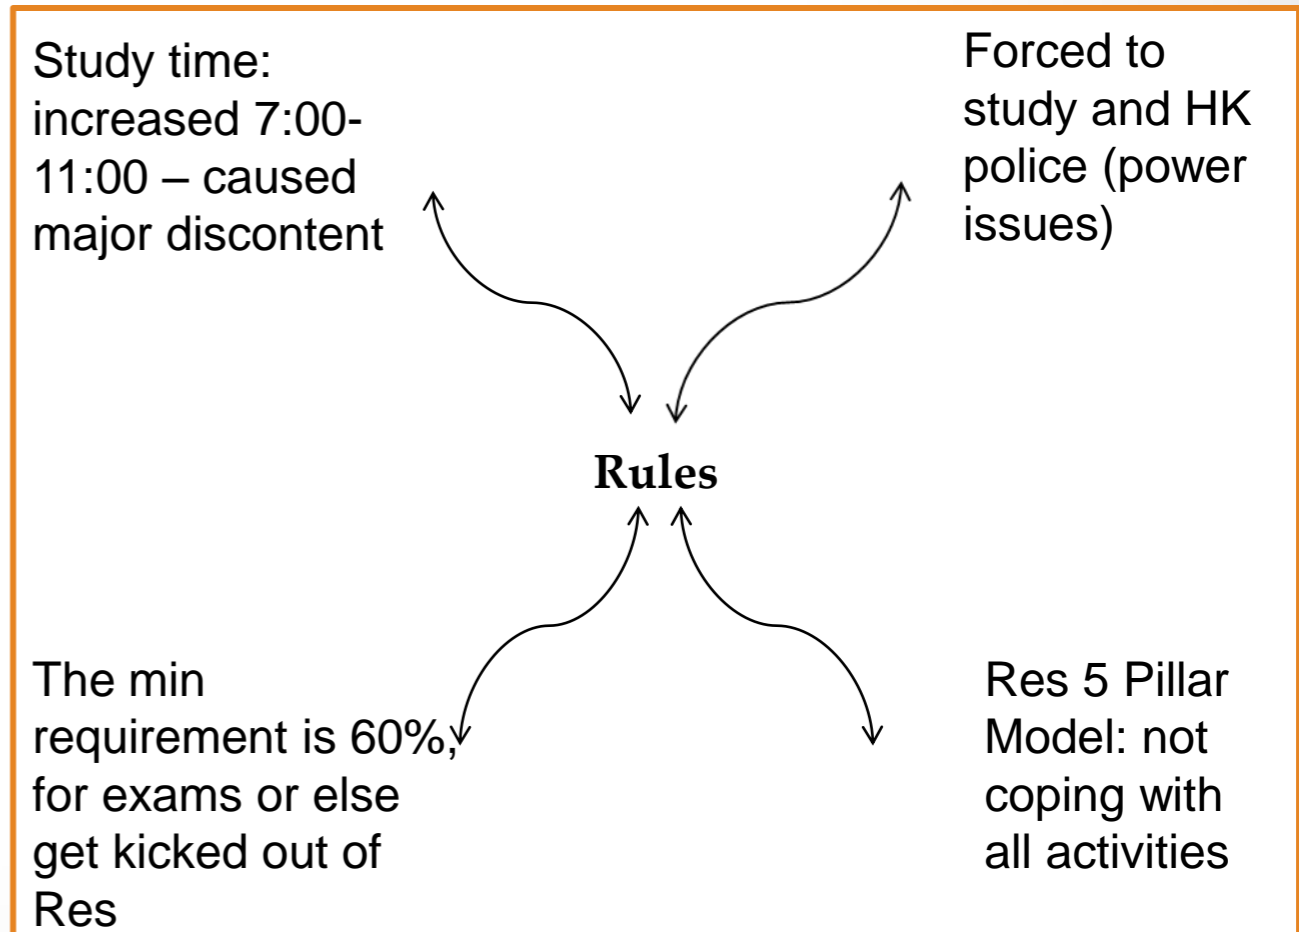 Study time:
increased 7:00-
11:00 – caused
major discontent
Forced to
study and HK
police (power
issues)
Rules
The min
requirement is 60%,
for exams or else
get kicked out of
Res
Res 5 Pillar
Model: not
coping with
all activities